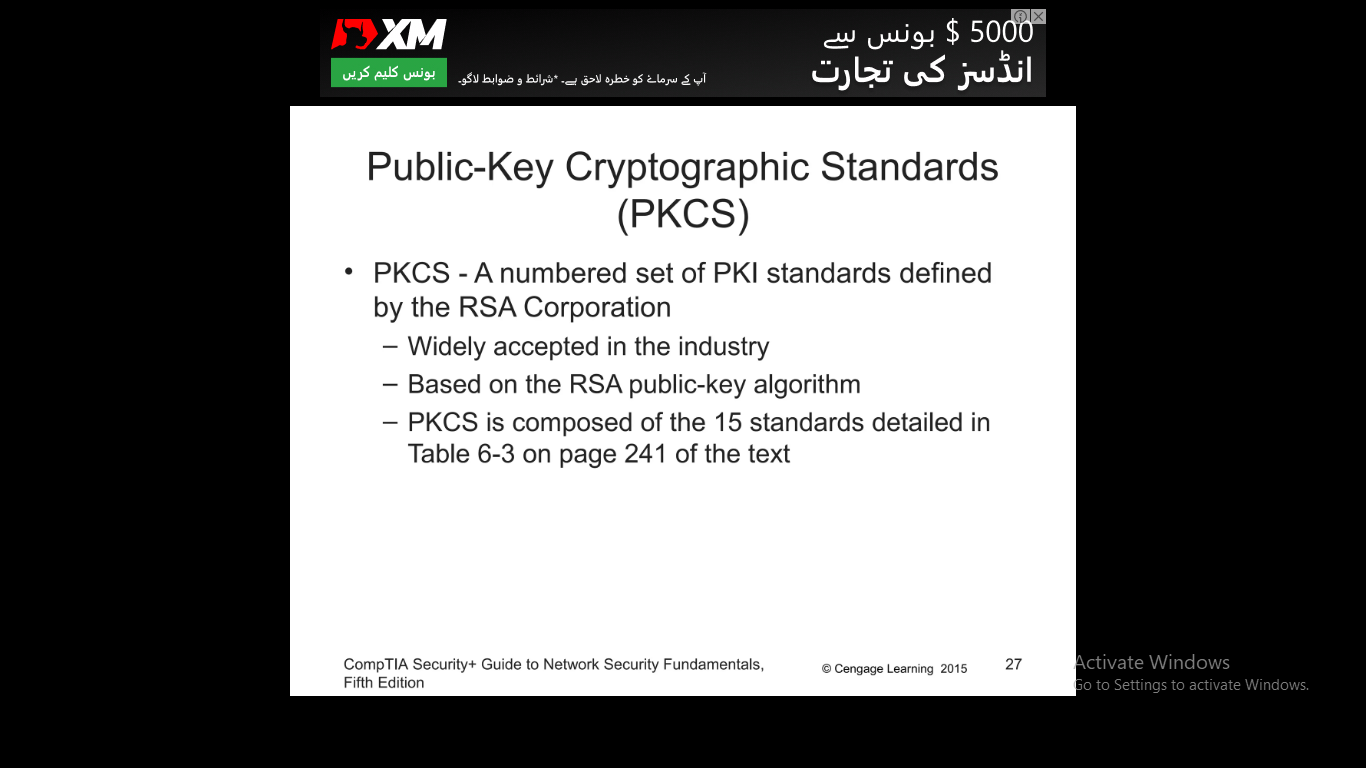 XM
5000 $ بونس سے
انڈسز کی تجارت
بونس کلیم کریں
آپ کے سرمائے کو خطرہ لاحق ہے۔ *شرائط و ضوابط لاگو۔
Public-Key Cryptographic Standards
(PKCS)
• PKCS - A numbered set of PKI standards defined
by the RSA Corporation
– Widely accepted in the industry
– Based on the RSA public-key algorithm
– PKCS is composed of the 15 standards detailed in
Table 6-3 on page 241 of the text
CompTIA Security+ Guide to Network Security Fundamentals,
Fifth Edition
© Cengage Learning 2015
27
Activate Windows
Go to Settings to activate Windows.